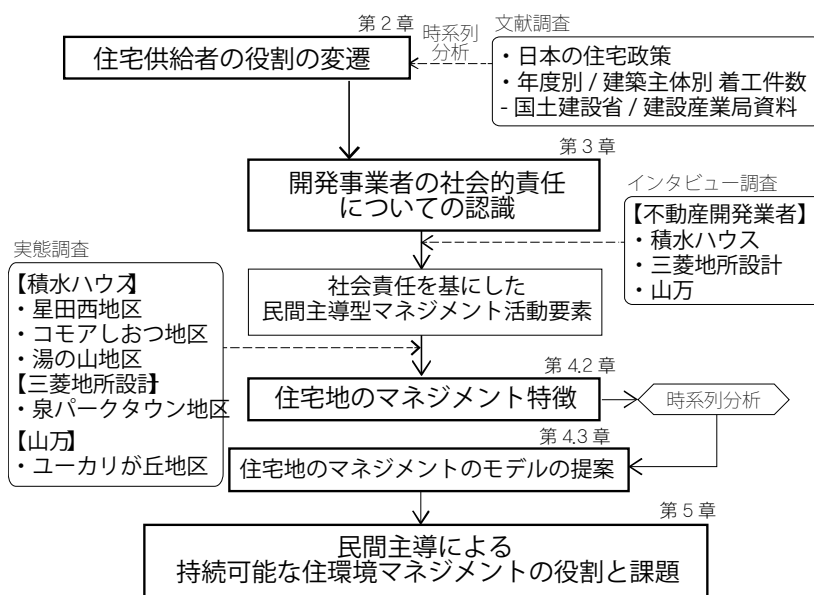 第２章
住宅供給者の役割の変遷
時系列
分析
文献調査
・日本の住宅政策
・年度別 / 建築主体別 着工件数
- 国土建設省 / 建設産業局資料
第３章
開発事業者の社会的責任
についての認識
インタビュー調査
【不動産開発業者】
・積水ハウス
・三菱地所設計
・山万
実態調査
【積水ハウス】
・星田西地区
・コモアしおつ地区
・湯の山地区
【三菱地所設計】
・泉パークタウン地区
【山万】
・ユーカリが丘地区
社会責任を基にした
民間主導型マネジメント活動要素
第 4.2 章
住宅地のマネジメント特徴
時系列分析
第 4.3 章
住宅地のマネジメントのモデルの提案
第５章
民間主導による
持続可能な住環境マネジメントの役割と課題